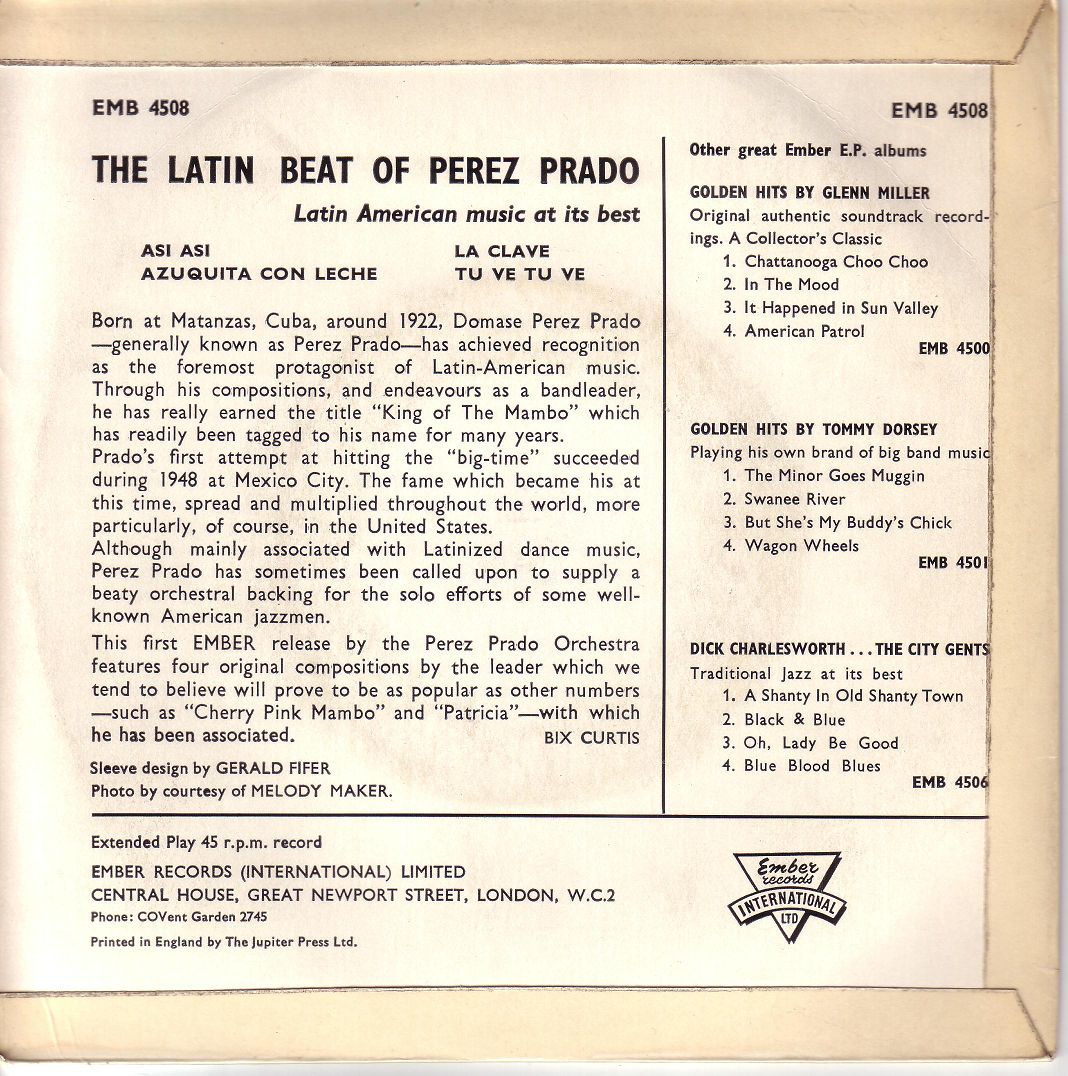 EMB 4508
EMB 4508
THE LATIN BEAT OF PEREZ PRADO
Latin American music at its best
ASI ASI
LA CLAVE
AZUQUITA CON LECHE
TU VE TU VE
Born at Matanzas, Cuba, around 1922, Domase Perez Prado
—generally known as Perez Prado—has achieved recognition
as the foremost protagonist of Latin-American music.
Through his compositions, and endeavours as a bandleader,
he has really earned the title “King of The Mambo” which
has readily been tagged to his name for many years.
Prado’s first attempt at hitting the “big-time” succeeded
during 1948 at Mexico City. The fame which became his at
this time, spread and multiplied throughout the world, more
particularly, of course, in the United States.
Although mainly associated with Latinized dance music,
Perez Prado has sometimes been called upon to supply a
beaty orchestral backing for the solo efforts of some well-
known American jazzmen.
This first EMBER release by the Perez Prado Orchestra
features four original compositions by the leader which we
tend to believe will prove to be as popular as other numbers
—such as “Cherry Pink Mambo” and “Patricia”—with which
he has been associated.
BIX CURTIS
Sleeve design by GERALD FIFER
Photo by courtesy of MELODY MAKER.
Other great Ember E.P. albums
GOLDEN HITS BY GLENN MILLER
Original authentic soundtrack record-
ings. A Collector’s Classic
1. Chattanooga Choo Choo
2. In The Mood
3. It Happened in Sun Valley
4. American Patrol
EMB 4500
GOLDEN HITS BY TOMMY DORSEY
Playing his own brand of big band music
1. The Minor Goes Muggin
2. Swanee River
3. But She’s My Buddy’s Chick
4. Wagon Wheels
EMB 4501
DICK CHARLESWORTH...THE CITY GENTS
Traditional Jazz at its best
1. A Shanty In Old Shanty Town
2. Black & Blue
3. Oh, Lady Be Good
4. Blue Blood Blues
EMB 4506
Extended Play 45 r.p.m. record
EMBER RECORDS (INTERNATIONAL) LIMITED
CENTRAL HOUSE, GREAT NEWPORT STREET, LONDON, W.C.2
Phone: COVent Garden 2745
Printed in England by The Jupiter Press Ltd.
Ember
records
INTERNATIONAL
LTD